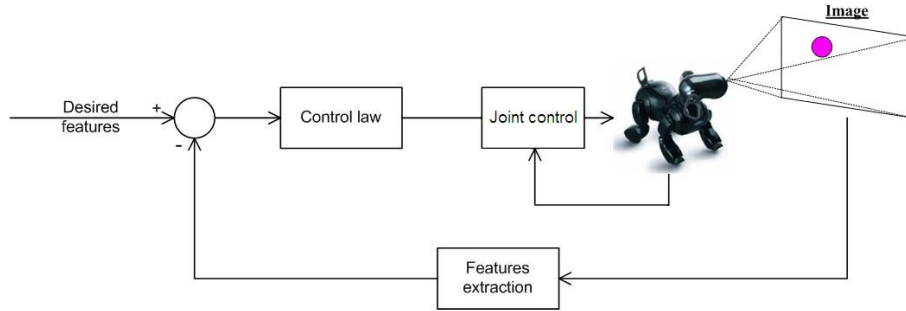 Image
Desired
features
+
-
Control law
Joint control
Features
extraction